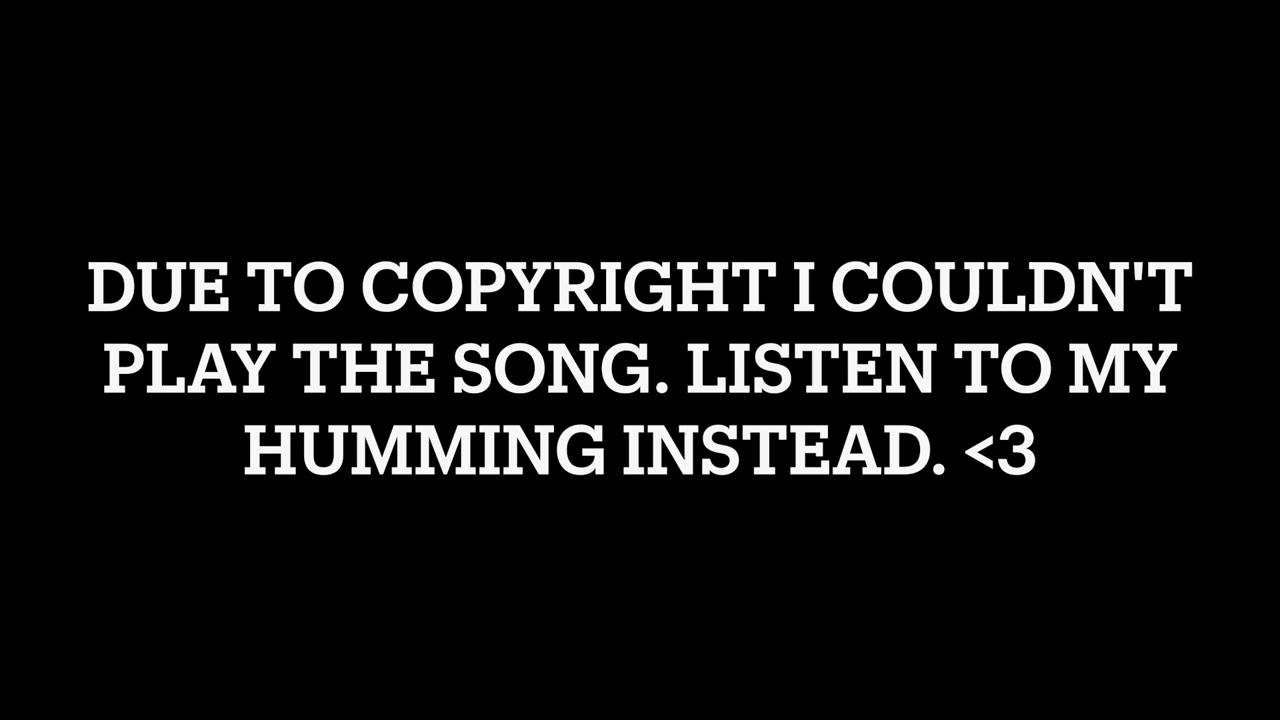 DUE TO COPYRIGHT I COULDN'T
PLAY THE SONG. LISTEN TO MY
HUMMING INSTEAD. <3